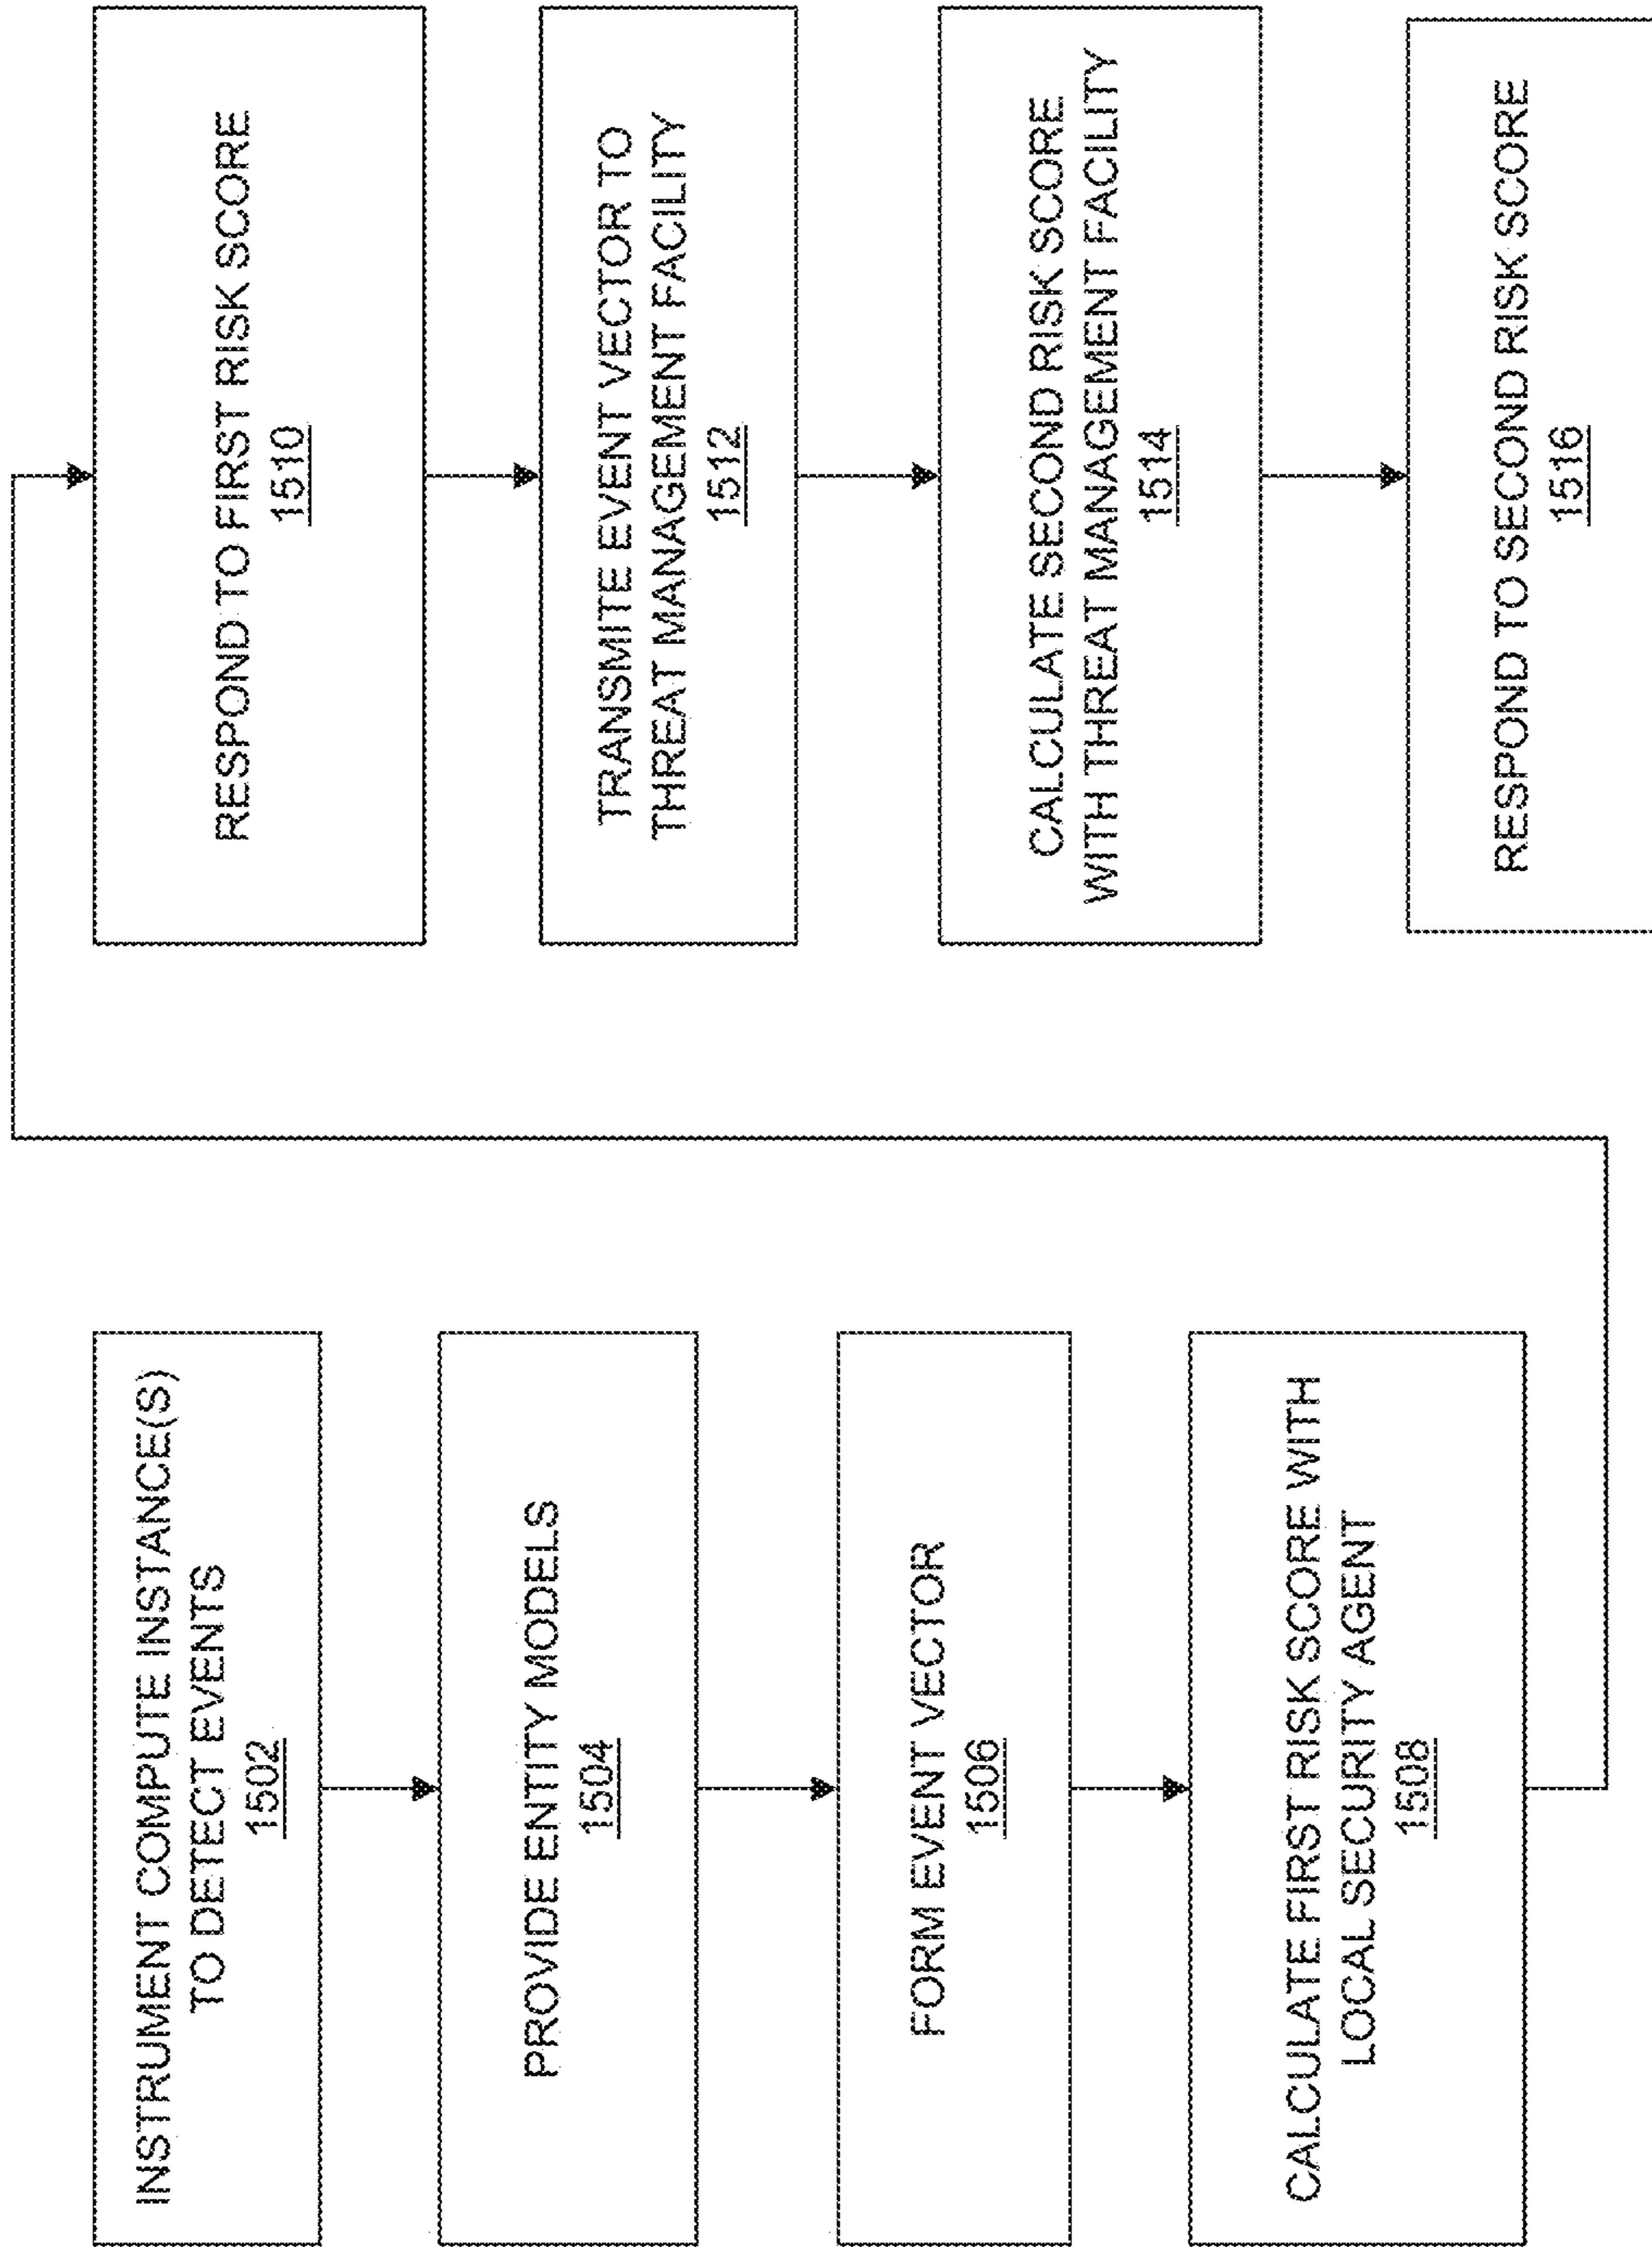 INSTRUMENT COMPUTE INSTANCE(S)
TO DETECT EVENTS
1502
PROVIDE ENTITY MODELS
1504
FORM EVENT VECTOR
1506
CALCULATE FIRST RISK SCORE WITH
LOCAL SECURITY AGENT
1508
RESPOND TO FIRST RISK SCORE
1510
TRANSMITE EVENT VECTOR TO
THREAT MANAGEMENT FACILITY
1512
CALCULATE SECOND RISK SCORE
WITH THREAT MANAGEMENT FACILITY
1514
RESPOND TO SECOND RISK SCORE
1516